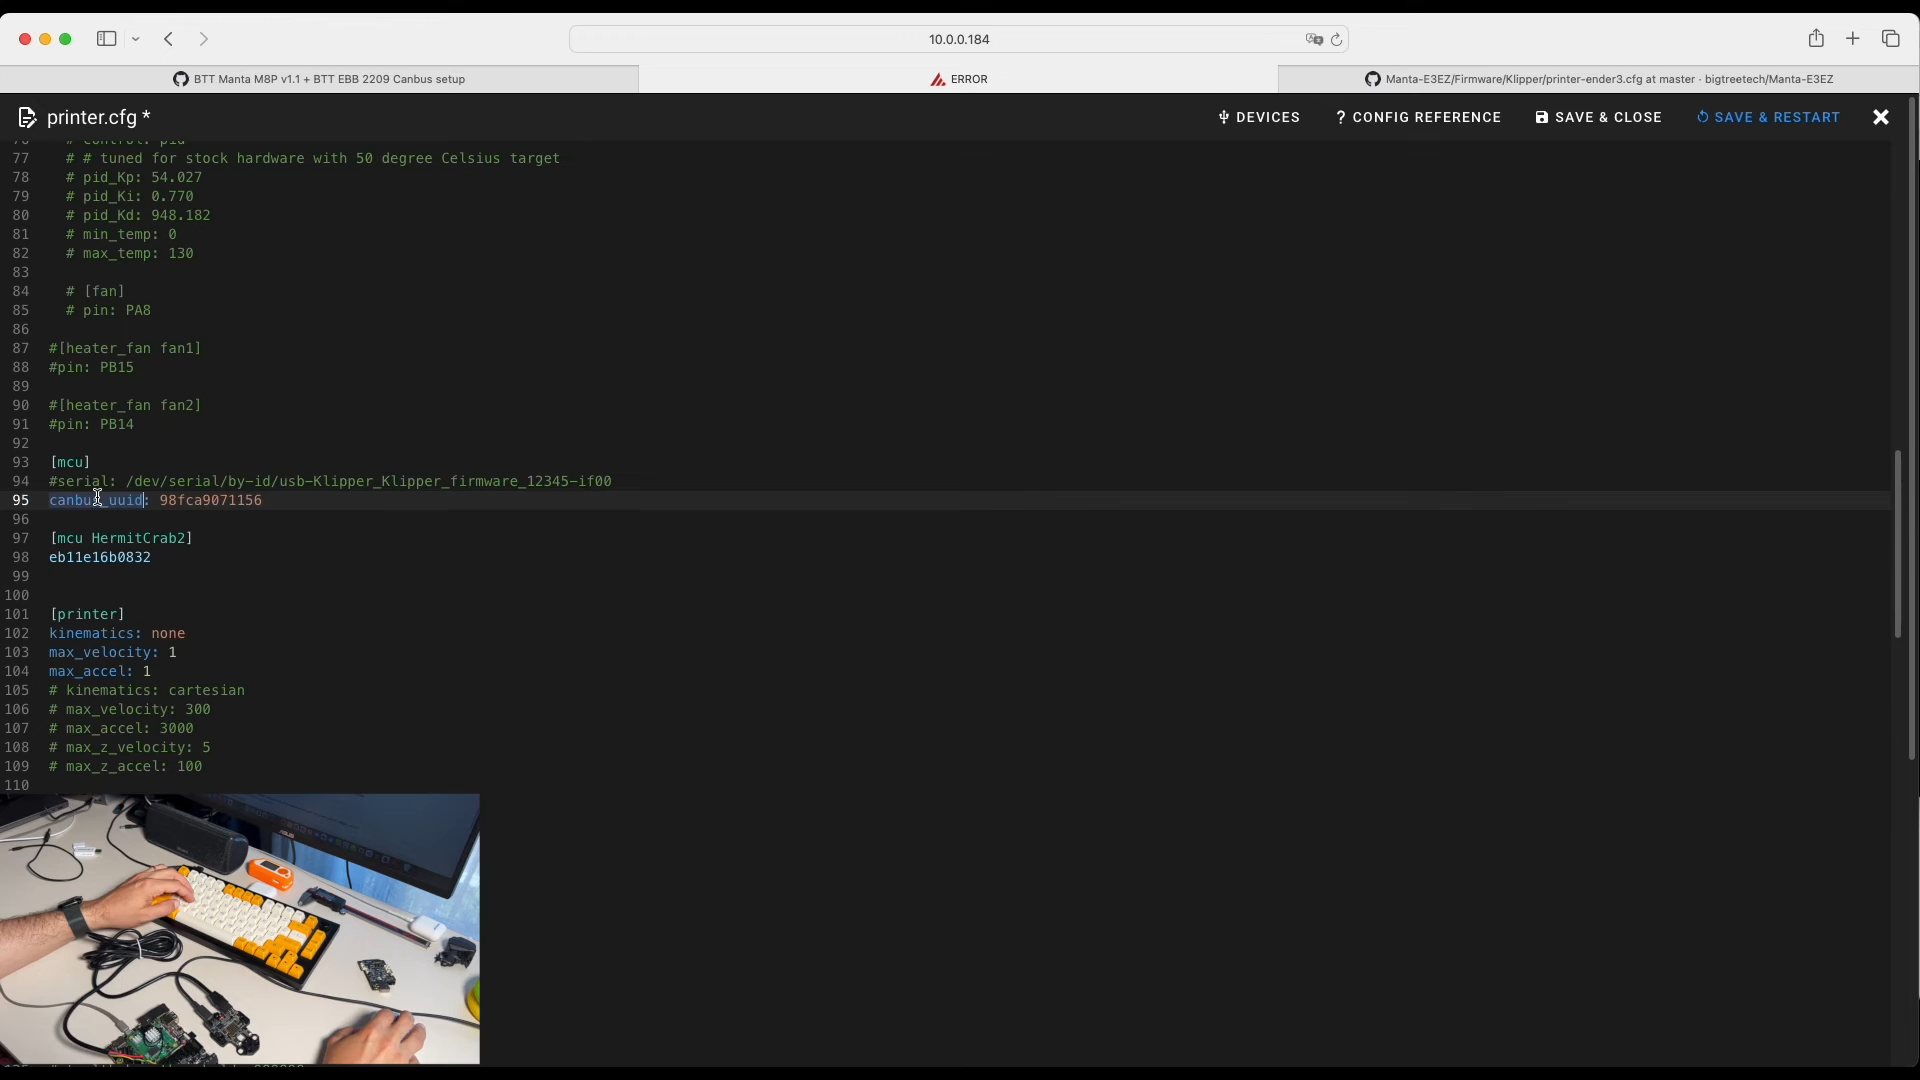 10.0.0.184
BTT Manta M8P v1.1 + BTT EBB 2209 Canbus setup
ERROR
Manta-E3EZ/Firmware/Klipper/printer-ender3.cfg at master · bigtreetech/Manta-E3EZ
printer.cfg *
DEVICES
? CONFIG REFERENCE
SAVE & CLOSE
SAVE & RESTART
76 # control: pid
77 # # tuned for stock hardware with 50 degree Celsius target
78 # pid_Kp: 54.027
79 # pid_Ki: 0.770
80 # pid_Kd: 948.182
81 # min_temp: 0
82 # max_temp: 130
83
84 # [fan]
85 # pin: PA8
86
87 #[heater_fan fan1]
88 #pin: PB15
89
90 #[heater_fan fan2]
91 #pin: PB14
92
93 [mcu]
94 #serial: /dev/serial/by-id/usb-Klipper_Klipper_firmware_12345-if00
95 canbus_uuid: 98fca9071156
96
97 [mcu HermitCrab2]
98 eb11e16b0832
99
100
101 [printer]
102 kinematics: none
103 max_velocity: 1
104 max_accel: 1
105 # kinematics: cartesian
106 # max_velocity: 300
107 # max_accel: 3000
108 # max_z_velocity: 5
109 # max_z_accel: 100
110
ASUS